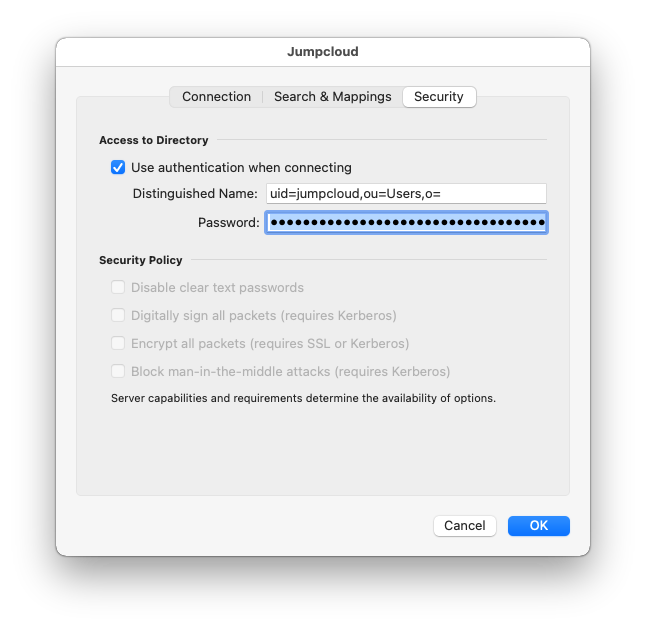 Jumpcloud
Connection Search & Mappings Security
Access to Directory
Use authentication when connecting
Distinguished Name: uid=jumpcloud,ou=Users,o=
Password: ••••••••••••••••••••••••••••••••••
Security Policy
Disable clear text passwords
Digitally sign all packets (requires Kerberos)
Encrypt all packets (requires SSL or Kerberos)
Block man-in-the-middle attacks (requires Kerberos)
Server capabilities and requirements determine the availability of options.
Cancel OK